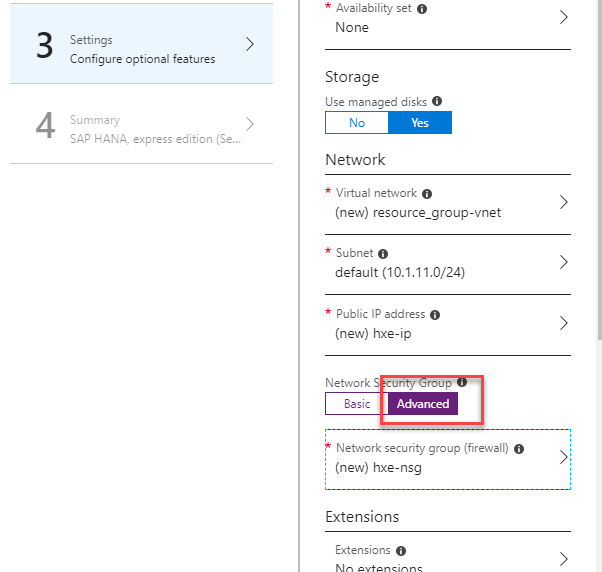 3
Settings
Configure optional features
4
Summary
SAP HANA, express edition (Se...
* Availability set
None
Storage
Use managed disks
No Yes
Network
* Virtual network
(new) resource_group-vnet
* Subnet
default (10.1.11.0/24)
* Public IP address
(new) hxe-ip
Network Security Group
Basic Advanced
* Network security group (firewall)
(new) hxe-nsg
Extensions
Extensions
No extensions